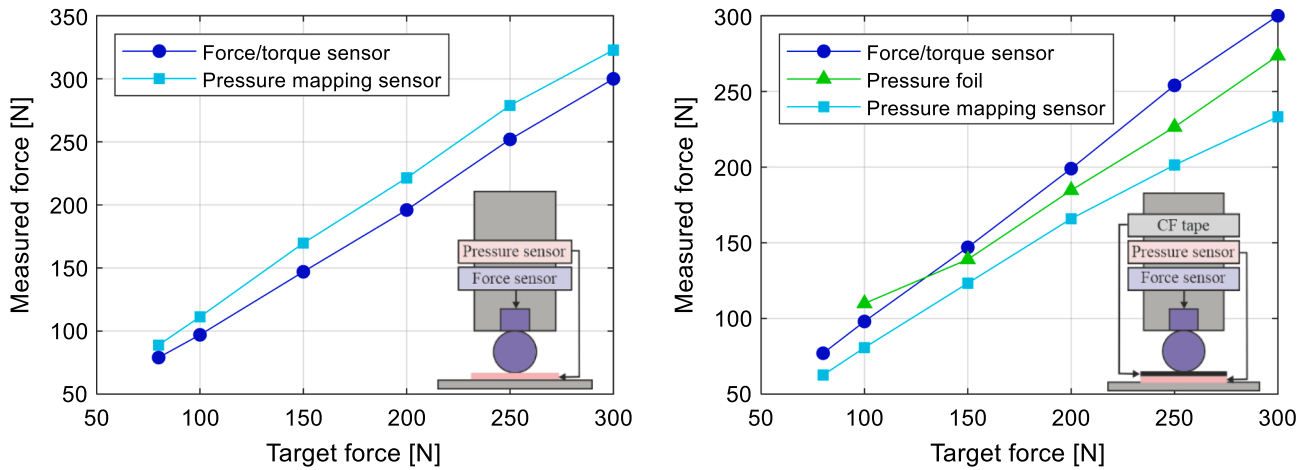 350
300
250
200
150
100
50
50
100
150
200
250
300
Measured force [N]
Target force [N]
Force/torque sensor
Pressure mapping sensor
Pressure sensor
Force sensor
300
250
200
150
100
50
50
100
150
200
250
300
Measured force [N]
Target force [N]
Force/torque sensor
Pressure foil
Pressure mapping sensor
CF tape
Pressure sensor
Force sensor